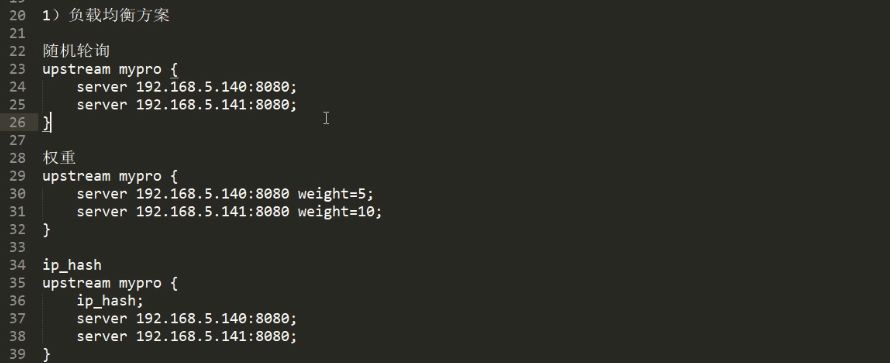 20 1）负载均衡方案
21
22 随机轮询
23 upstream mypro {
24     server 192.168.5.140:8080;
25     server 192.168.5.141:8080;
26 }
27
28 权重
29 upstream mypro {
30     server 192.168.5.140:8080 weight=5;
31     server 192.168.5.141:8080 weight=10;
32 }
33
34 ip_hash
35 upstream mypro {
36     ip_hash;
37     server 192.168.5.140:8080;
38     server 192.168.5.141:8080;
39 }